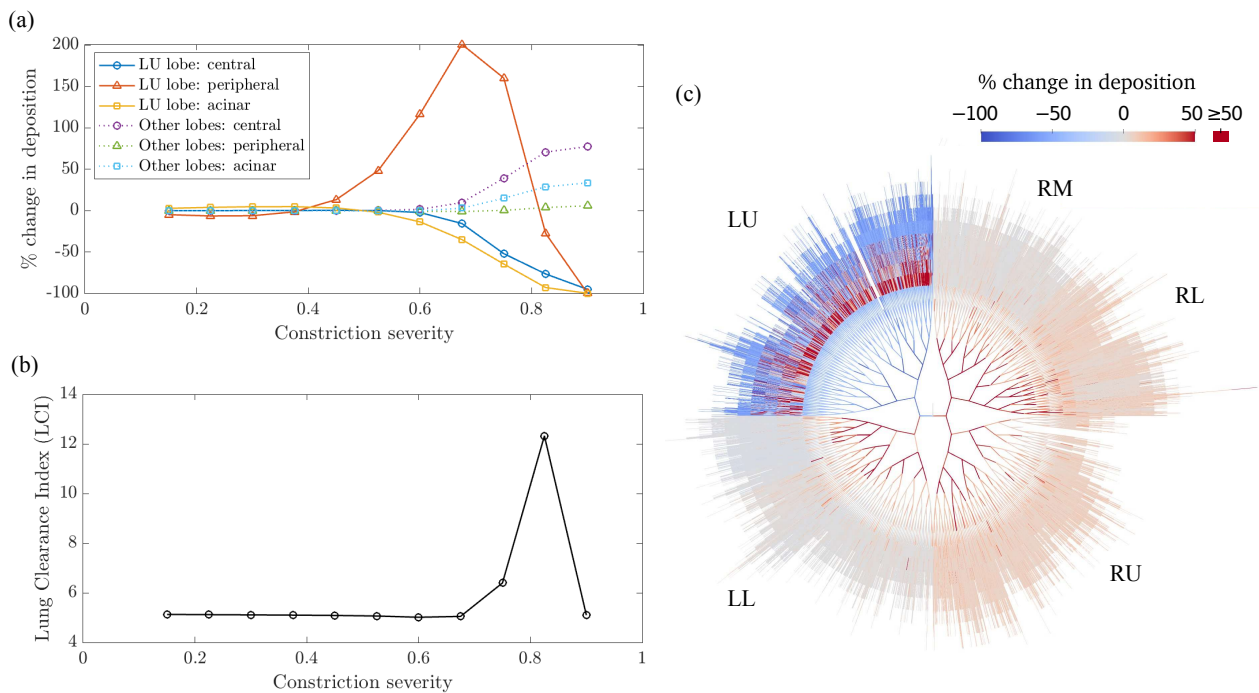 (a)
200
150
100
50
0
-50
-100
% change in deposition
LU lobe: central
LU lobe: peripheral
LU lobe: acinar
Other lobes: central
Other lobes: peripheral
Other lobes: acinar
0 0.2 0.4 0.6 0.8 1
Constriction severity
(b)
14
12
10
8
6
4
Lung Clearance Index (LCI)
0 0.2 0.4 0.6 0.8 1
Constriction severity
(c)
% change in deposition
−100 −50 0 50 ≥50
LU
RM
RL
RU
LL